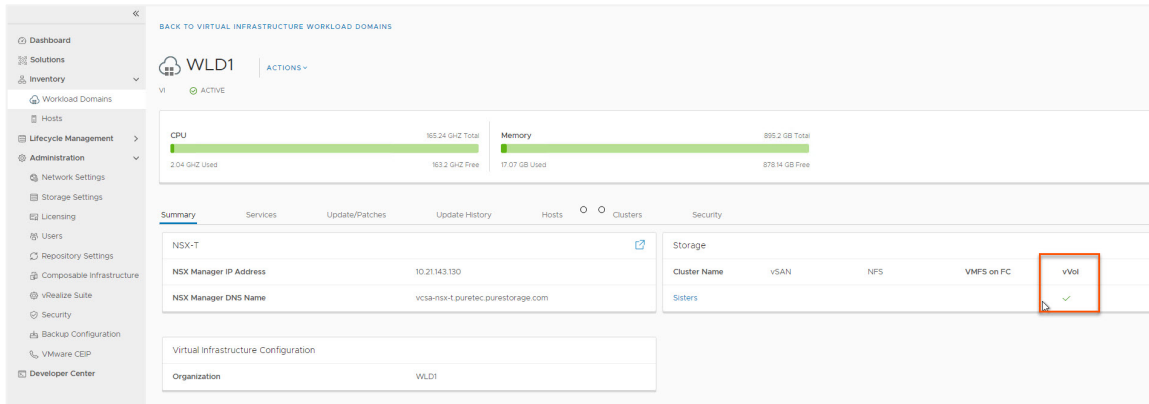 «
BACK TO VIRTUAL INFRASTRUCTURE WORKLOAD DOMAINS
Dashboard
Solutions
Inventory
Workload Domains
Hosts
Lifecycle Management
Administration
Network Settings
Storage Settings
Licensing
Users
Repository Settings
Composable Infrastructure
vRealize Suite
Security
Backup Configuration
VMware CEIP
Developer Center
WLD1 ACTIONS
VI ACTIVE
CPU 165.24 GHZ Total
2.04 GHZ Used 163.2 GHZ Free
Memory 895.2 GB Total
17.07 GB Used 878.14 GB Free
Summary Services Update/Patches Update History Hosts Clusters Security
NSX-T
NSX Manager IP Address 10.21.143.130
NSX Manager DNS Name vcsa-nsx-t.puretec.purestorage.com
Storage
Cluster Name vSAN NFS VMFS on FC vVol
Sisters
Virtual Infrastructure Configuration
Organization WLD1